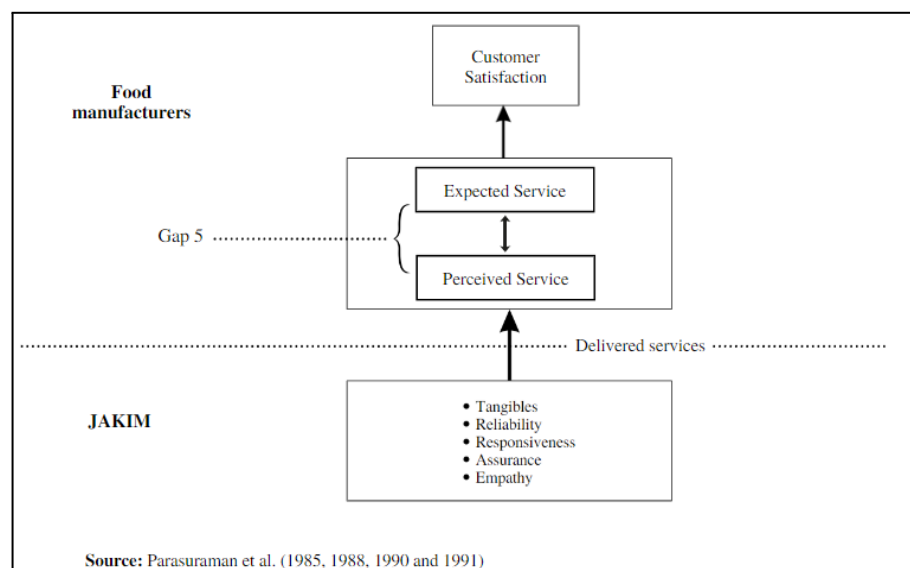 Customer
Satisfaction
Food
manufacturers
Expected Service
Gap 5
Perceived Service
Delivered services
JAKIM
• Tangibles
• Reliability
• Responsiveness
• Assurance
• Empathy
Source: Parasuraman et al. (1985, 1988, 1990 and 1991)